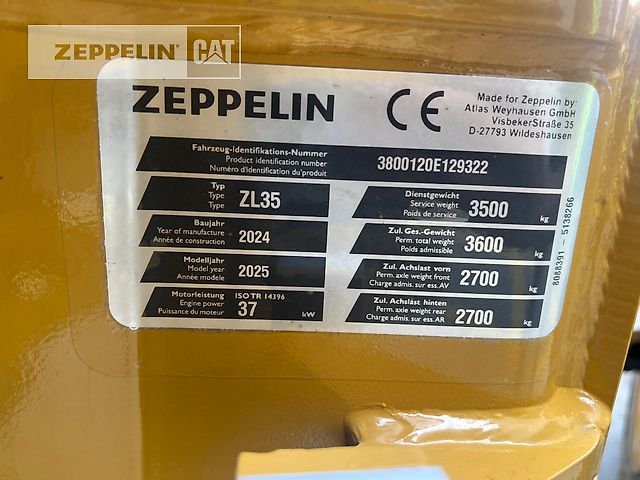 ZEPPELIN CAT
ZEPPELIN
CE
Made for Zeppelin by:
Atlas Weyhausen GmbH
VisbekerStraße 35
D-27793 Wildeshausen
Fahrzeug-Identifikations-Nummer
Product identification number
Numéro d'identification du produit
3800120E129322
Typ
Type
Type
ZL35
Baujahr
Year of manufacture
Année de construction
2024
Modelljahr
Model year
Année modele
2025
Motorleistung ISO TR 14396
Engine power
Puissance du moteur
37 kW
Dienstgewicht
Service weight
Poids de service
3500 kg
Zul. Ges.-Gewicht
Perm. total weight
Poids admissible
3600 kg
Zul. Achslast vorn
Perm. axle weight front
Charge admis. sur ess. AV
2700 kg
Zul. Achslast hinten
Perm. axle weight rear
Charge admis. sur ess. AR
2700 kg
8088391 - 5138266